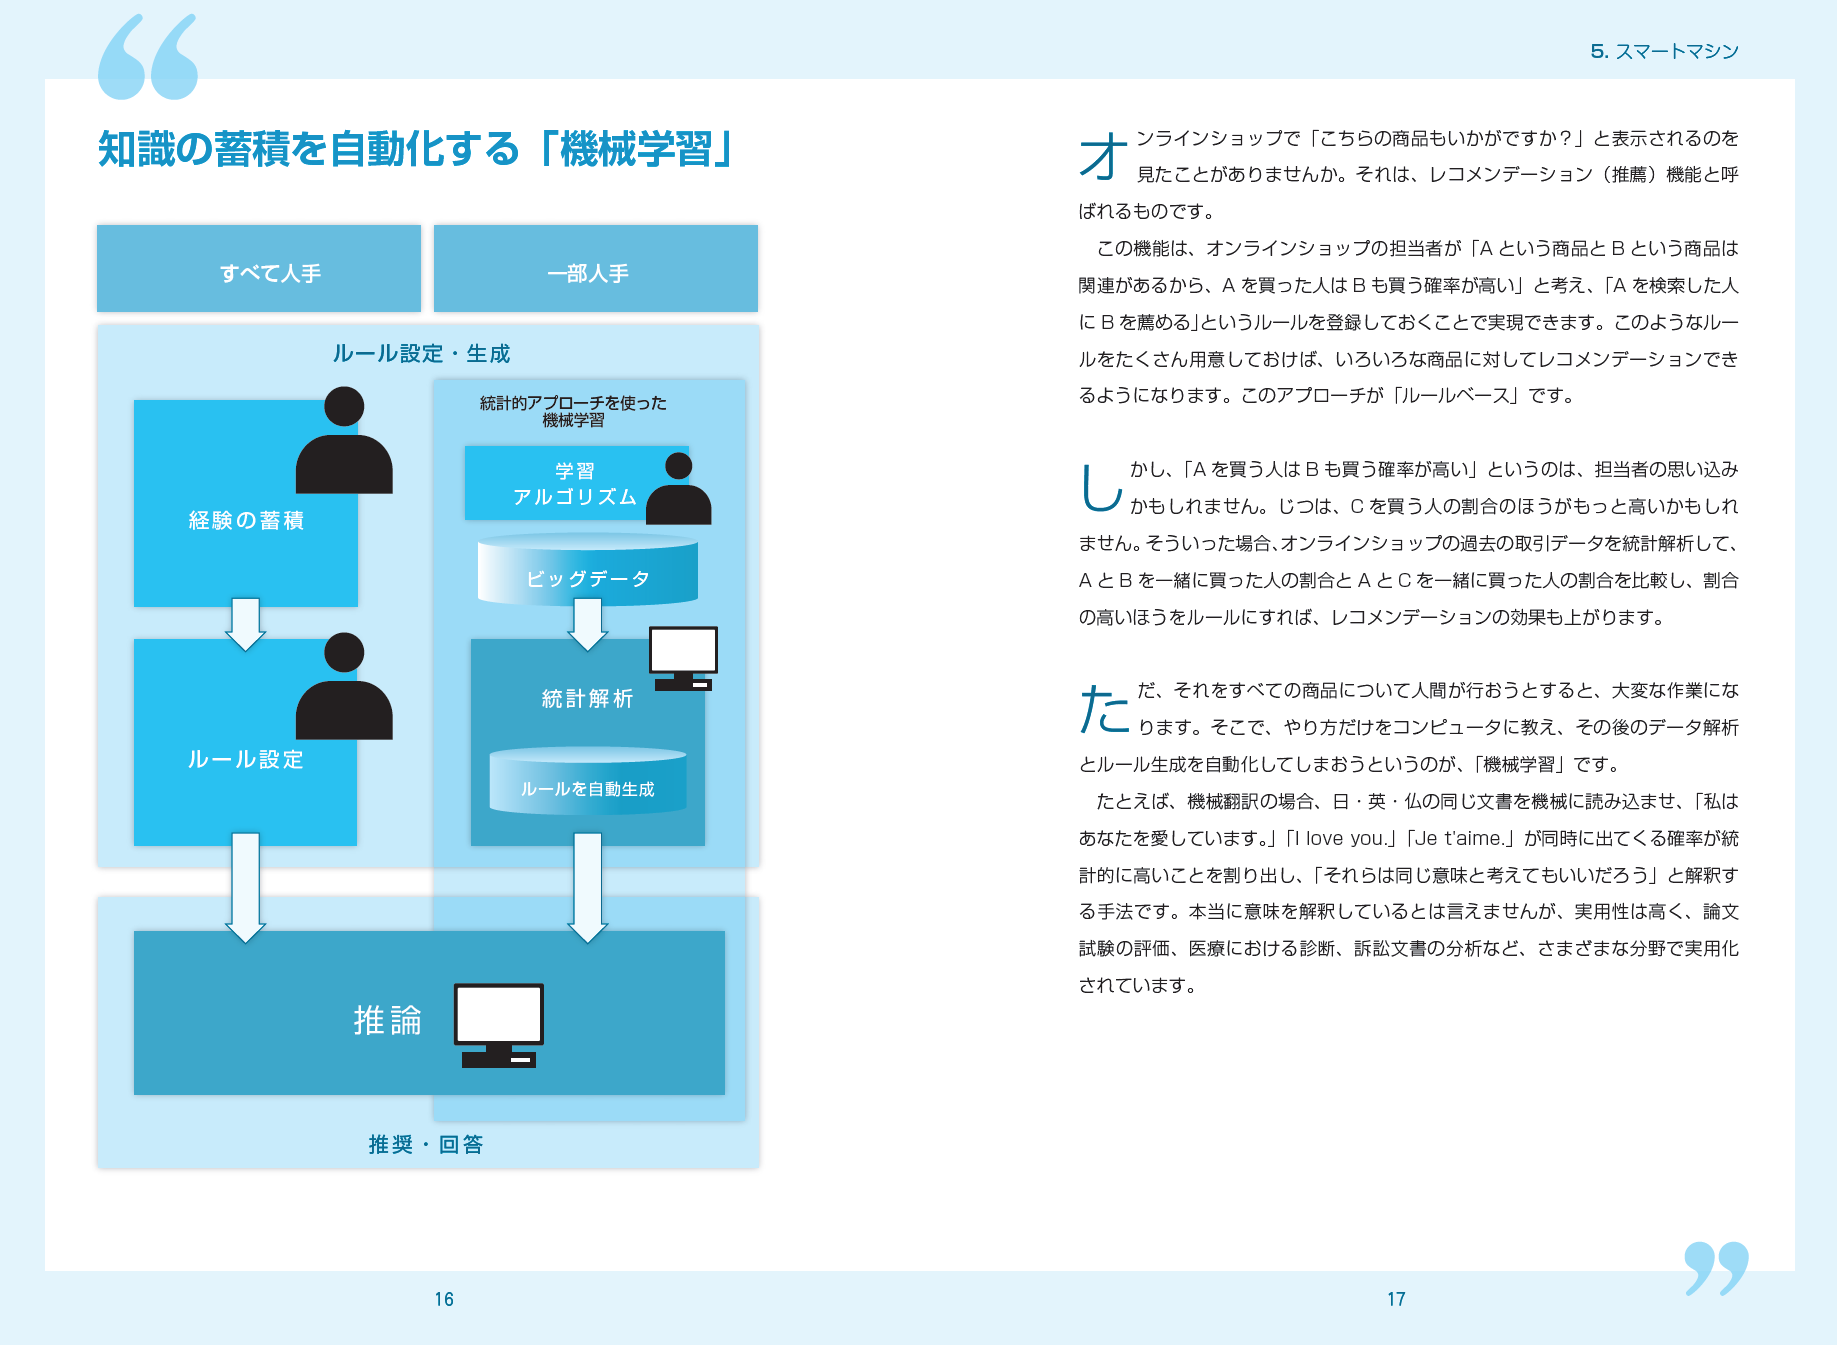 5. スマートマシン
知識の蓄積を自動化する「機械学習」
すべて人手
一部人手
ルール設定・生成
経験の蓄積
ルール設定
統計的アプローチを使った
機械学習
学習
アルゴリズム
ビッグデータ
統計解析
ルールを自動生成
推論
推奨・回答
16
オンラインショップで「こちらの商品もいかがですか？」と表示されるのを
見たことがありませんか。それは、レコメンデーション（推薦）機能と呼
ばれるものです。
この機能は、オンラインショップの担当者が「A という商品と B という商品は
関連があるから、A を買った人は B も買う確率が高い」と考え、「A を検索した人
に B を薦める」というルールを登録しておくことで実現できます。このようなルー
ルをたくさん用意しておけば、いろいろな商品に対してレコメンデーションでき
るようになります。このアプローチが「ルールベース」です。
しかし、「A を買う人は B も買う確率が高い」というのは、担当者の思い込み
かもしれません。じつは、C を買う人の割合のほうがもっと高いかもしれ
ません。そういった場合、オンラインショップの過去の取引データを統計解析して、
A と B を一緒に買った人の割合と A と C を一緒に買った人の割合を比較し、割合
の高いほうをルールにすれば、レコメンデーションの効果も上がります。
ただ、それをすべての商品について人間が行おうとすると、大変な作業にな
ります。そこで、やり方だけをコンピュータに教え、その後のデータ解析
とルール生成を自動化してしまおうというのが、「機械学習」です。
たとえば、機械翻訳の場合、日・英・仏の同じ文書を機械に読み込ませ、「私は
あなたを愛しています。」「I love you.」「Je t'aime.」が同時に出てくる確率が統
計的に高いことを割り出し、「それらは同じ意味と考えてもいいだろう」と解釈す
る手法です。本当に意味を解釈しているとは言えませんが、実用性は高く、論文
試験の評価、医療における診断、訴訟文書の分析など、さまざまな分野で実用化
されています。
17